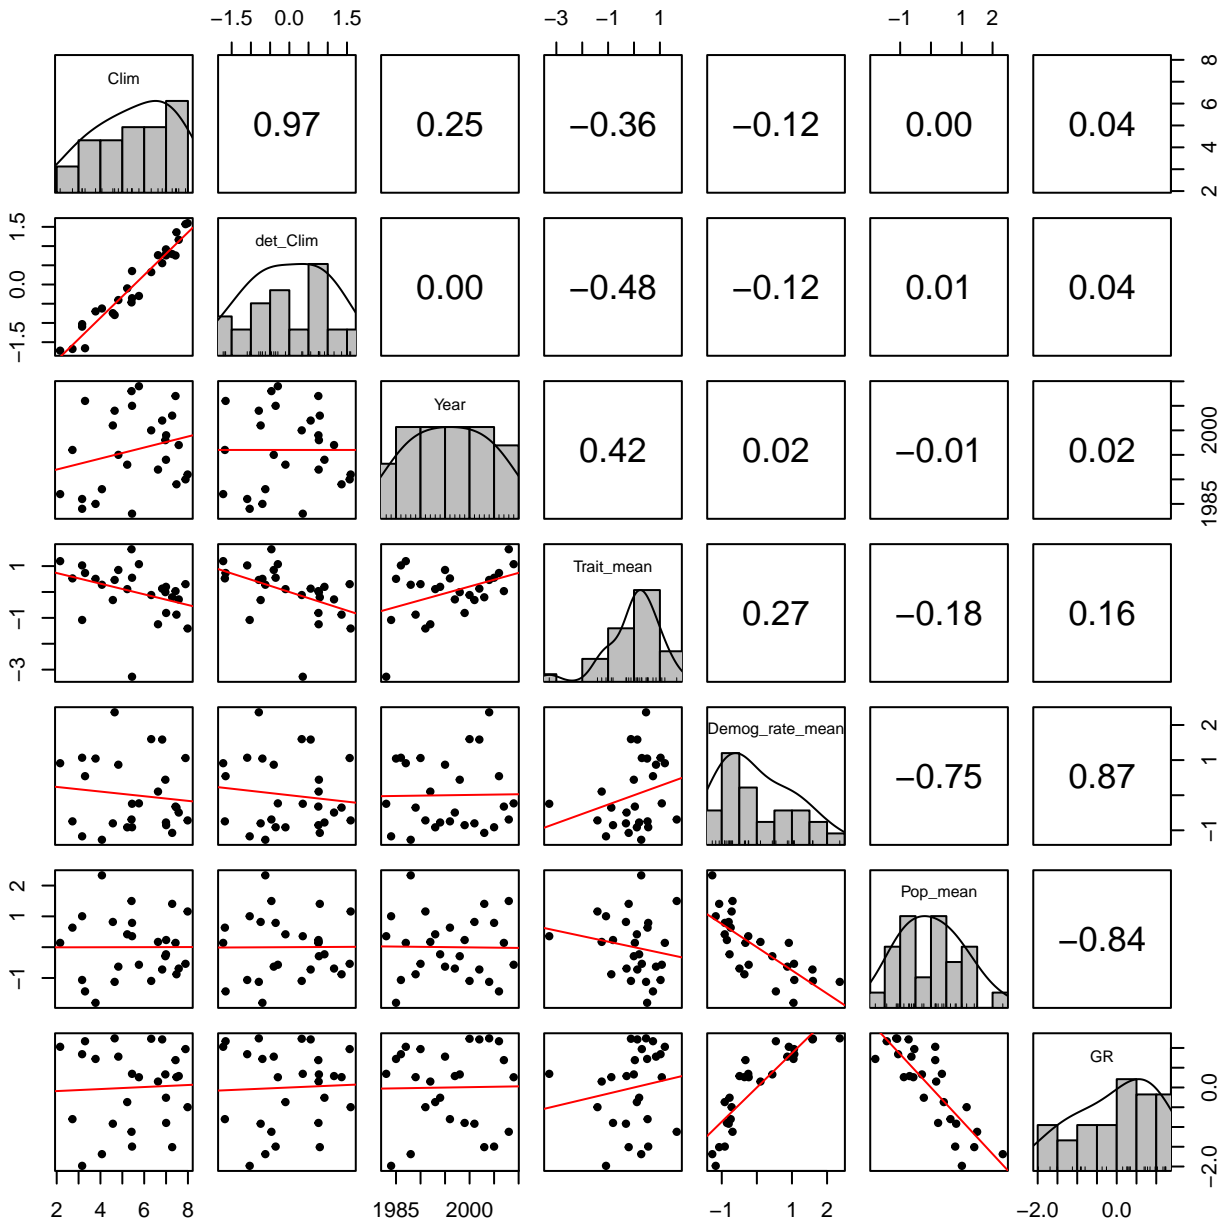 −1.5 0.0 1.5 −3 −1 1 −1 1 2
Clim 0.97 0.25 −0.36 −0.12 0.00 0.04 2 4 6 8
−1.5 0.0 1.5 det_Clim 0.00 −0.48 −0.12 0.01 0.04
Year 0.42 0.02 −0.01 0.02 1985 2000
−3 −1 1 Trait_mean 0.27 −0.18 0.16
Demog_rate_mean −0.75 0.87 −1 1 2
−1 1 2 Pop_mean −0.84
GR −2.0 0.0
2 4 6 8 1985 2000 −1 1 2 −2.0 0.0